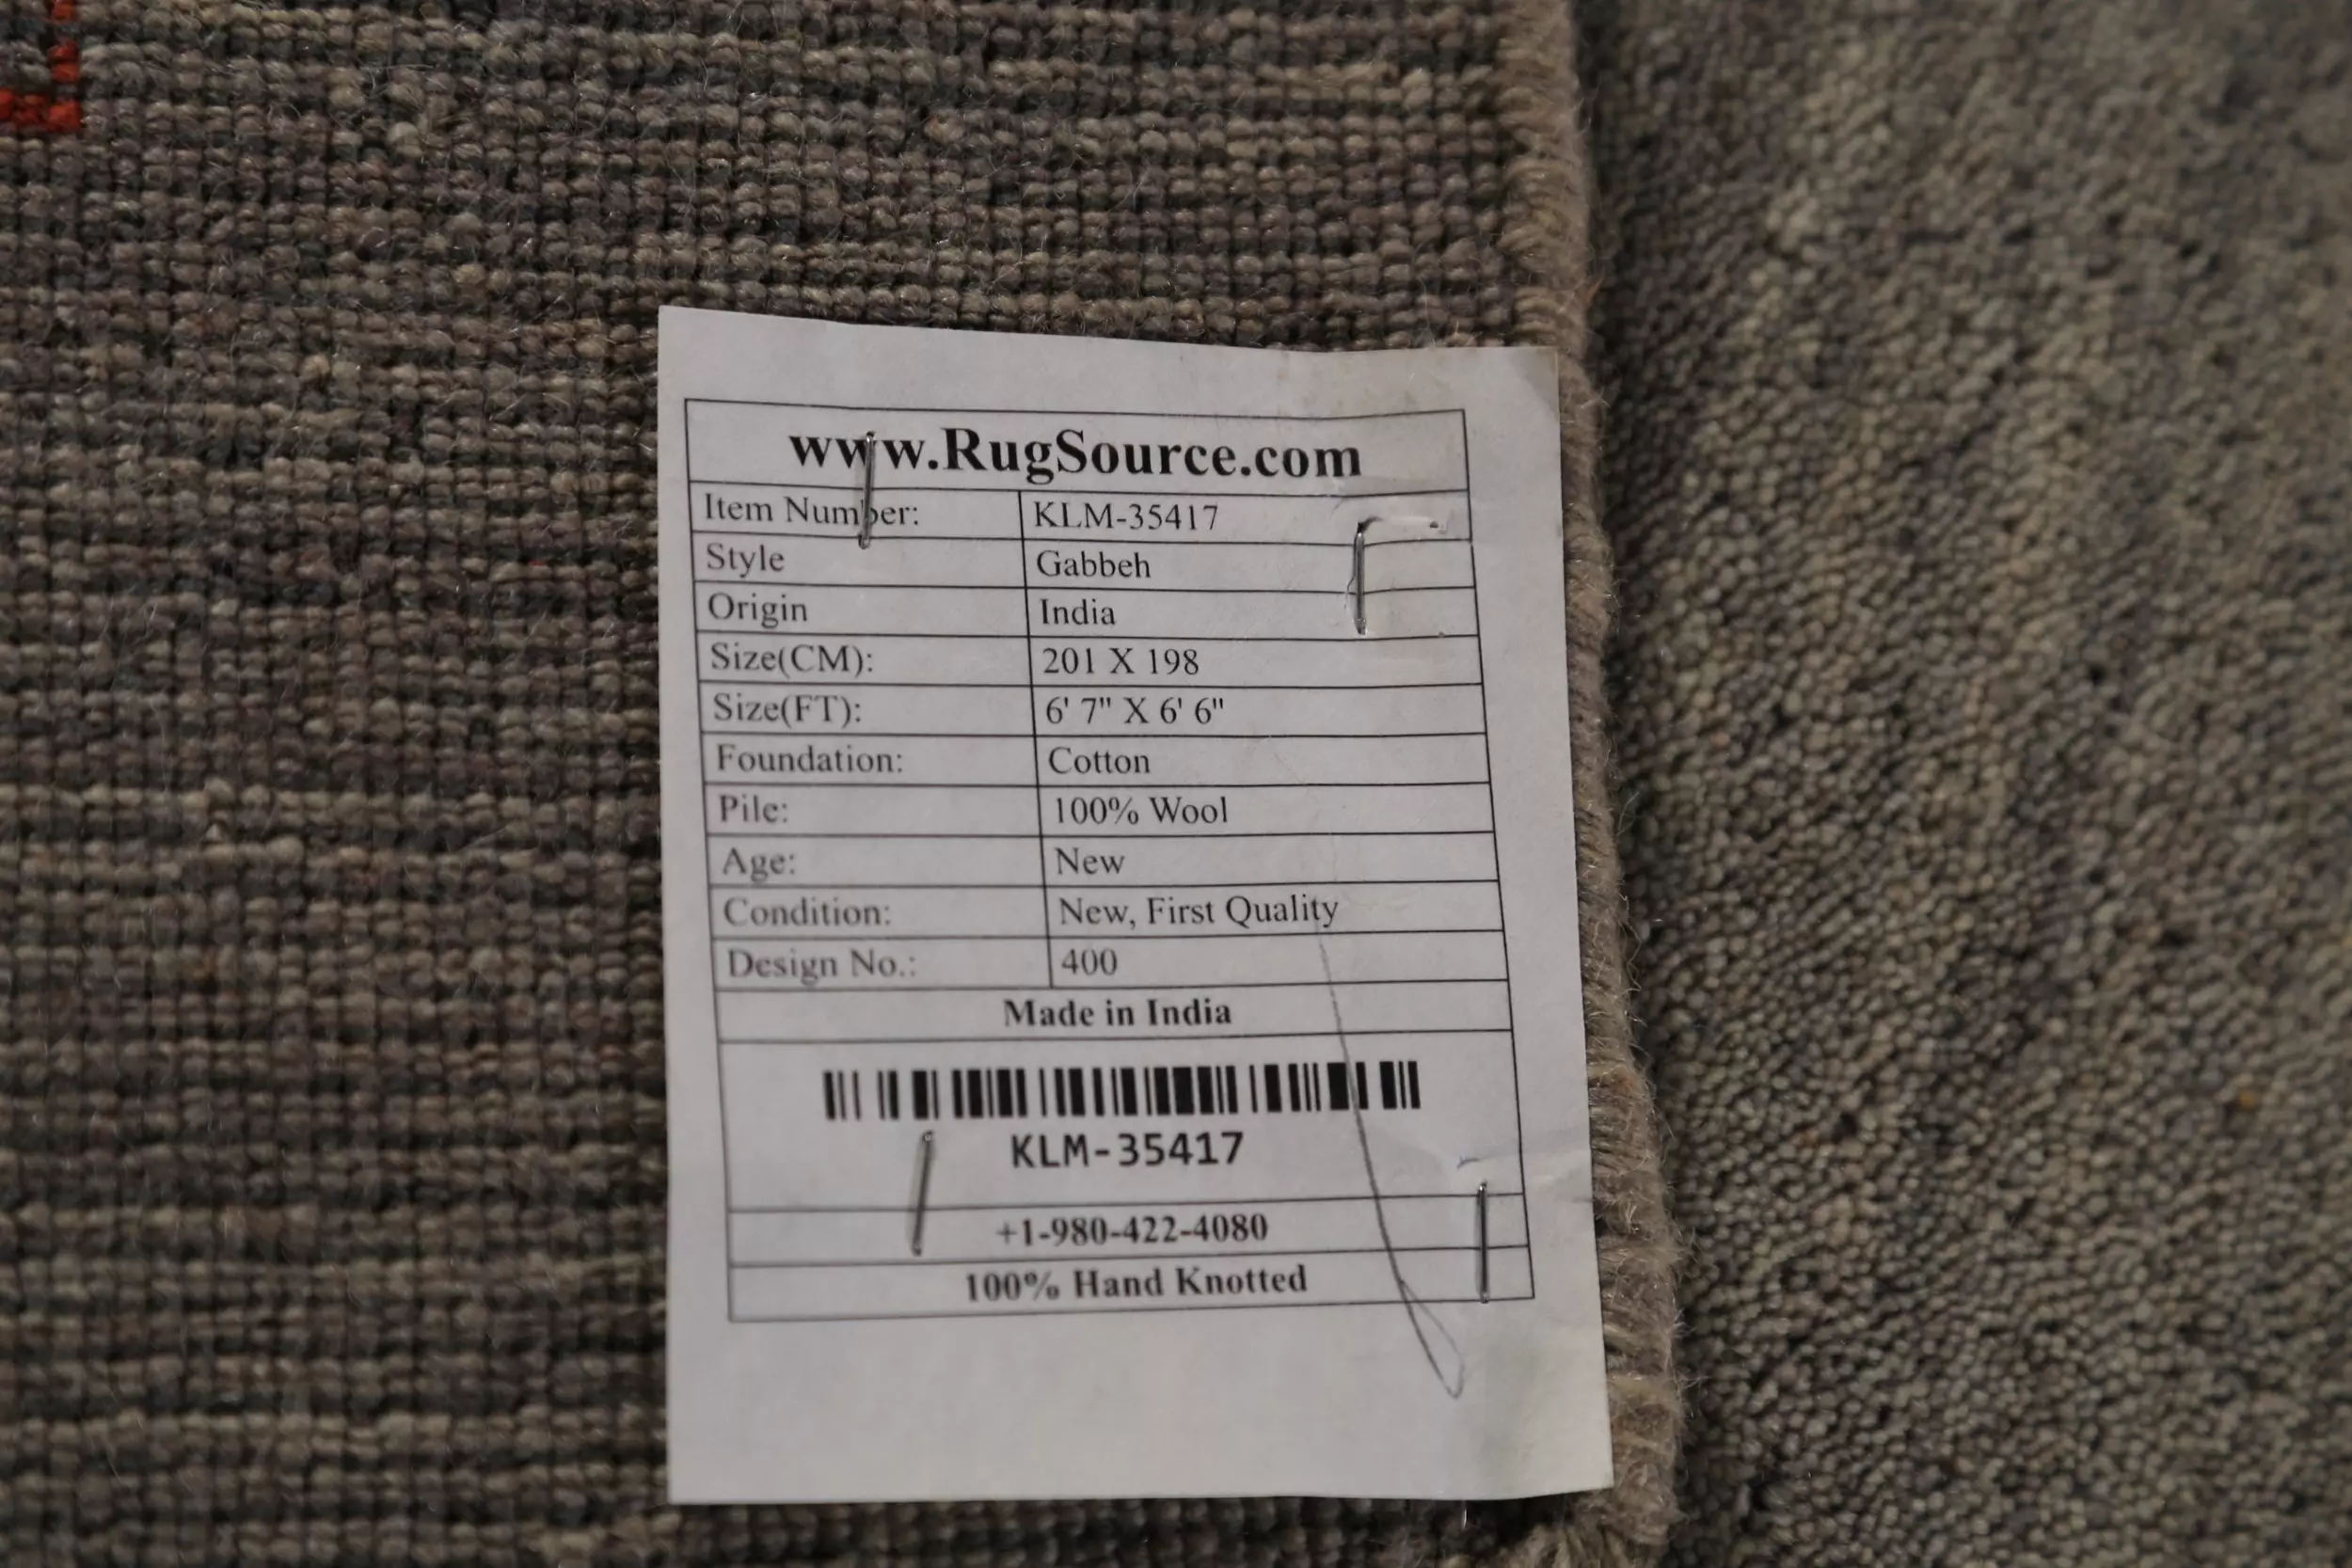 www.RugSource.com
Item Number: KLM-35417
Style Gabbeh
Origin India
Size(CM): 201 X 198
Size(FT): 6' 7" X 6' 6"
Foundation: Cotton
Pile: 100% Wool
Age: New
Condition: New, First Quality
Design No.: 400
Made in India
KLM-35417
+1-980-422-4080
100% Hand Knotted